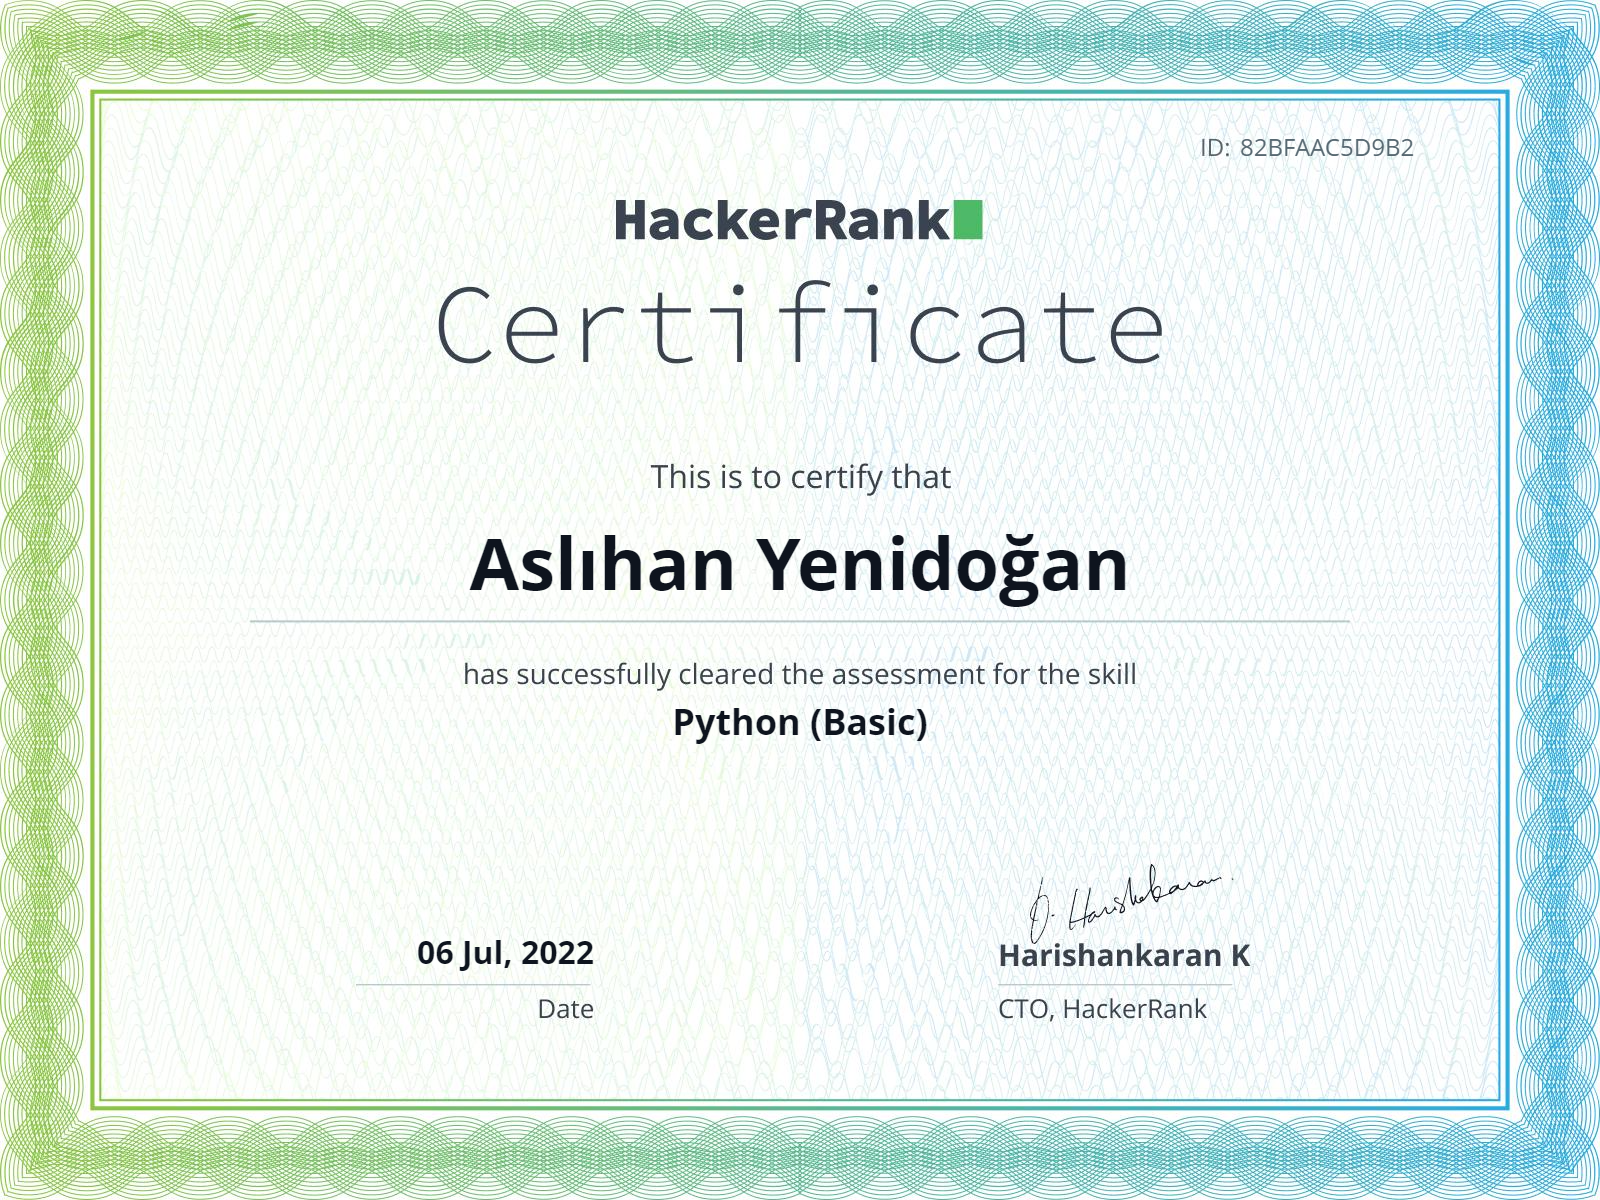 ID: 82BFAAC5D9B2
HackerRank
Certificate
This is to certify that
Aslıhan Yenidoğan
has successfully cleared the assessment for the skill
Python (Basic)
06 Jul, 2022
Date
Harishankaran K
CTO, HackerRank